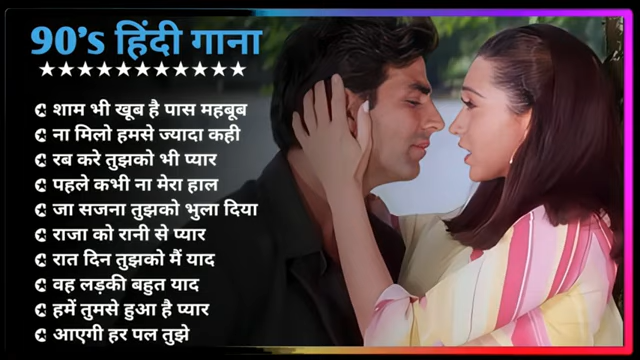 90's हिंदी गाना
★★★★★★★★★★★
✪ शाम भी खूब है पास महबूब
✪ ना मिलो हमसे ज्यादा कही
✪ रब करे तुझको भी प्यार
✪ पहले कभी ना मेरा हाल
✪ जा सजना तुझको भुला दिया
✪ राजा को रानी से प्यार
✪ रात दिन तुझको मैं याद
✪ वह लड़की बहुत याद
✪ हमें तुमसे हुआ है प्यार
✪ आएगी हर पल तुझे